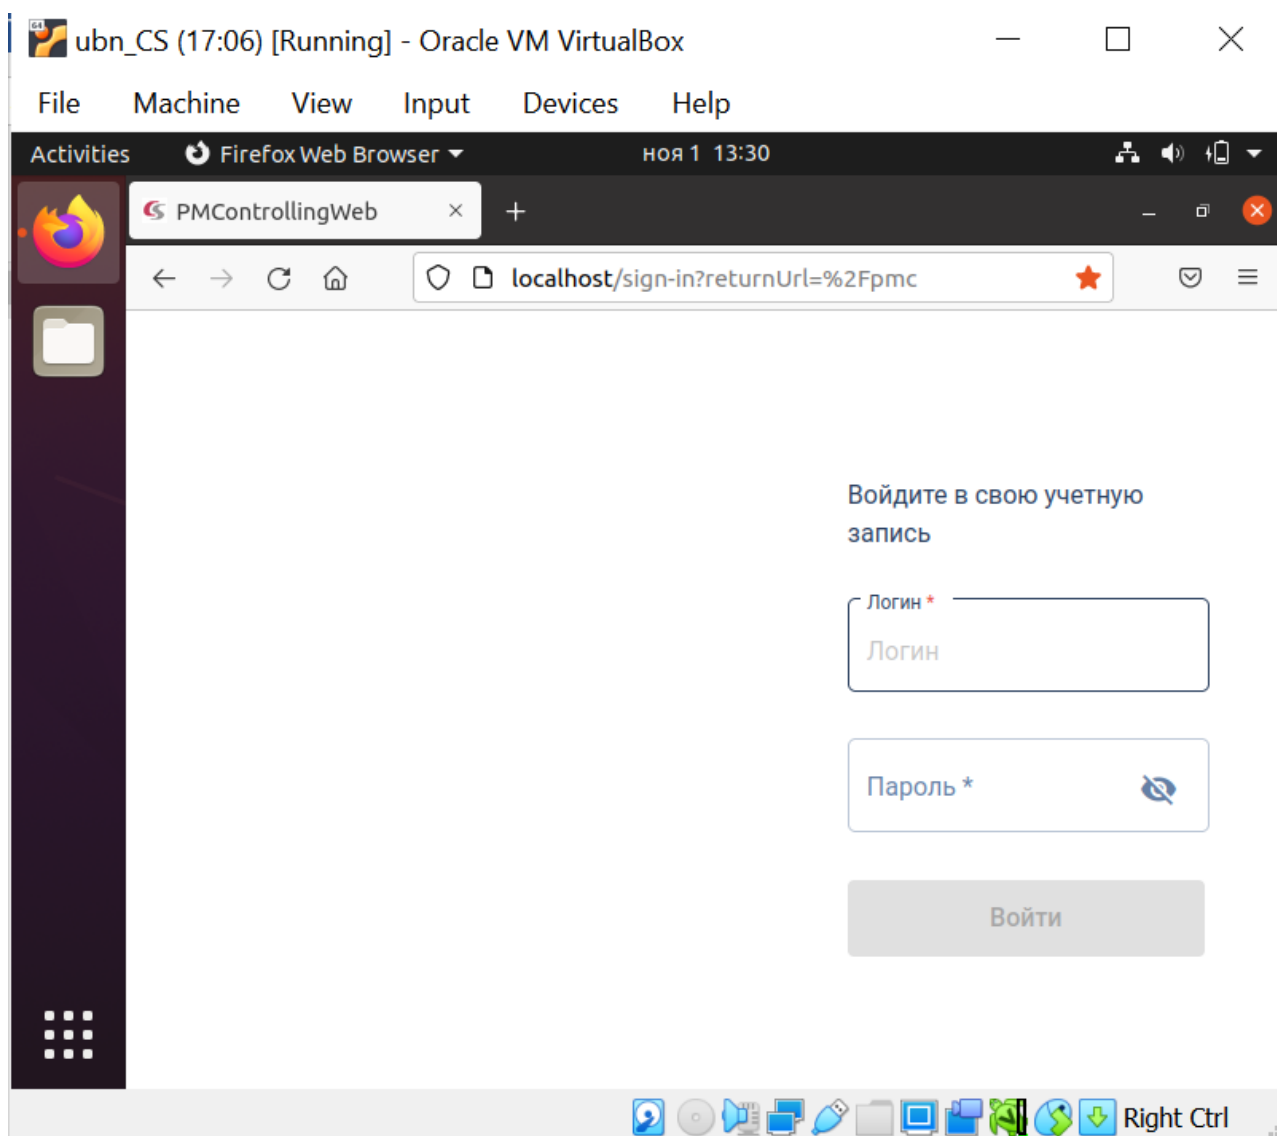 64
ubn_CS (17:06) [Running] - Oracle VM VirtualBox
File Machine View Input Devices Help
Activities Firefox Web Browser ноя 1 13:30
PMControllingWeb
localhost/sign-in?returnUrl=%2Fpmc
Войдите в свою учетную
запись
Логин *
Логин
Пароль *
Войти
Right Ctrl